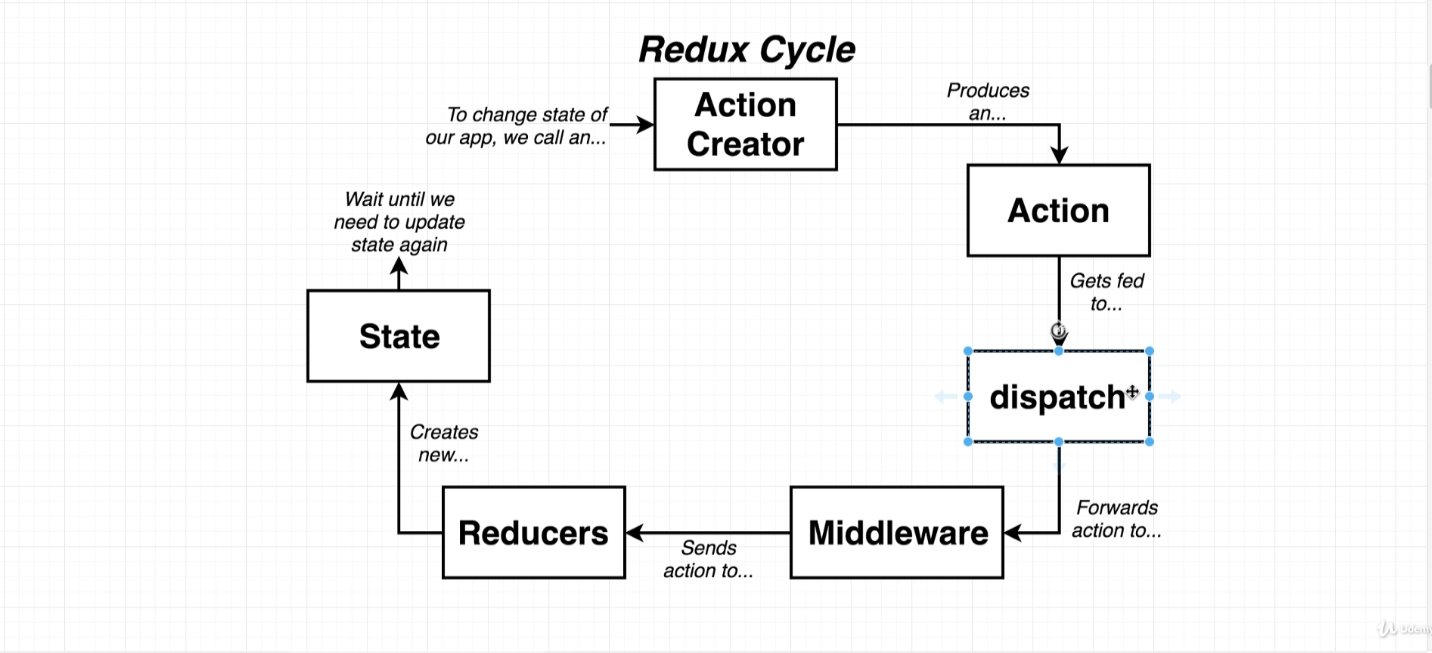 Redux Cycle
To change state of
our app, we call an...
Action
Creator
Produces
an...
Action
Gets fed
to...
dispatch
Forwards
action to...
Middleware
Sends
action to...
Reducers
Creates
new...
State
Wait until we
need to update
state again
Udemy